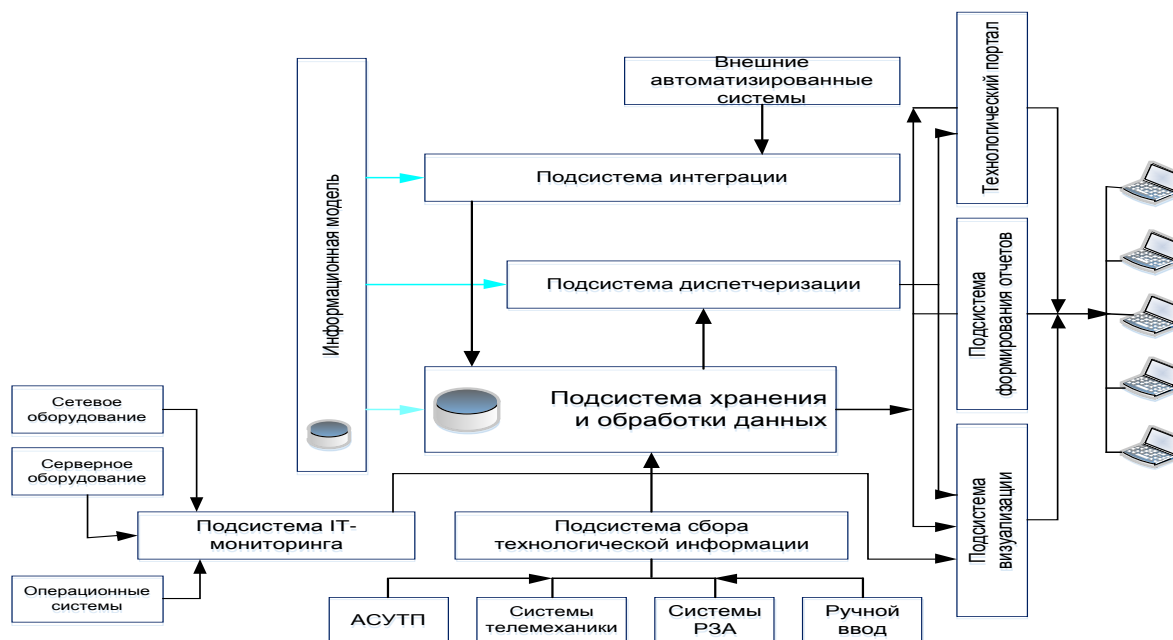 Внешние
автоматизированные
системы
Технологический портал
Информационная модель
Подсистема интеграции
Подсистема диспетчеризации
Подсистема
формирования отчетов
Подсистема хранения
и обработки данных
Сетевое
оборудование
Серверное
оборудование
Подсистема IT-
мониторинга
Операционные
системы
Подсистема сбора
технологической информации
Подсистема
визуализации
АСУТП
Системы
телемеханики
Системы
РЗА
Ручной
ввод